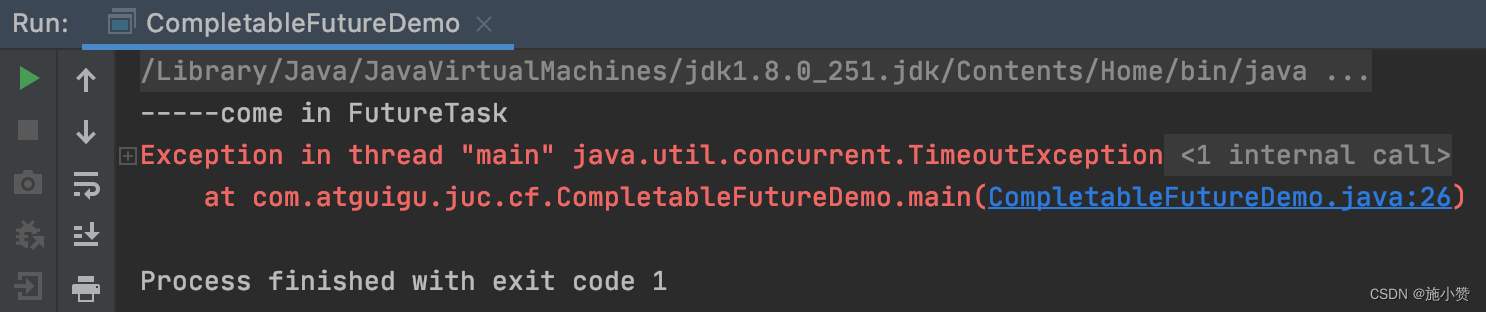 Run: CompletableFutureDemo
/Library/Java/JavaVirtualMachines/jdk1.8.0_251.jdk/Contents/Home/bin/java ...
-----come in FutureTask
Exception in thread "main" java.util.concurrent.TimeoutException <1 internal call>
at com.atguigu.juc.cf.CompletableFutureDemo.main(CompletableFutureDemo.java:26)
Process finished with exit code 1
CSDN @施小赞